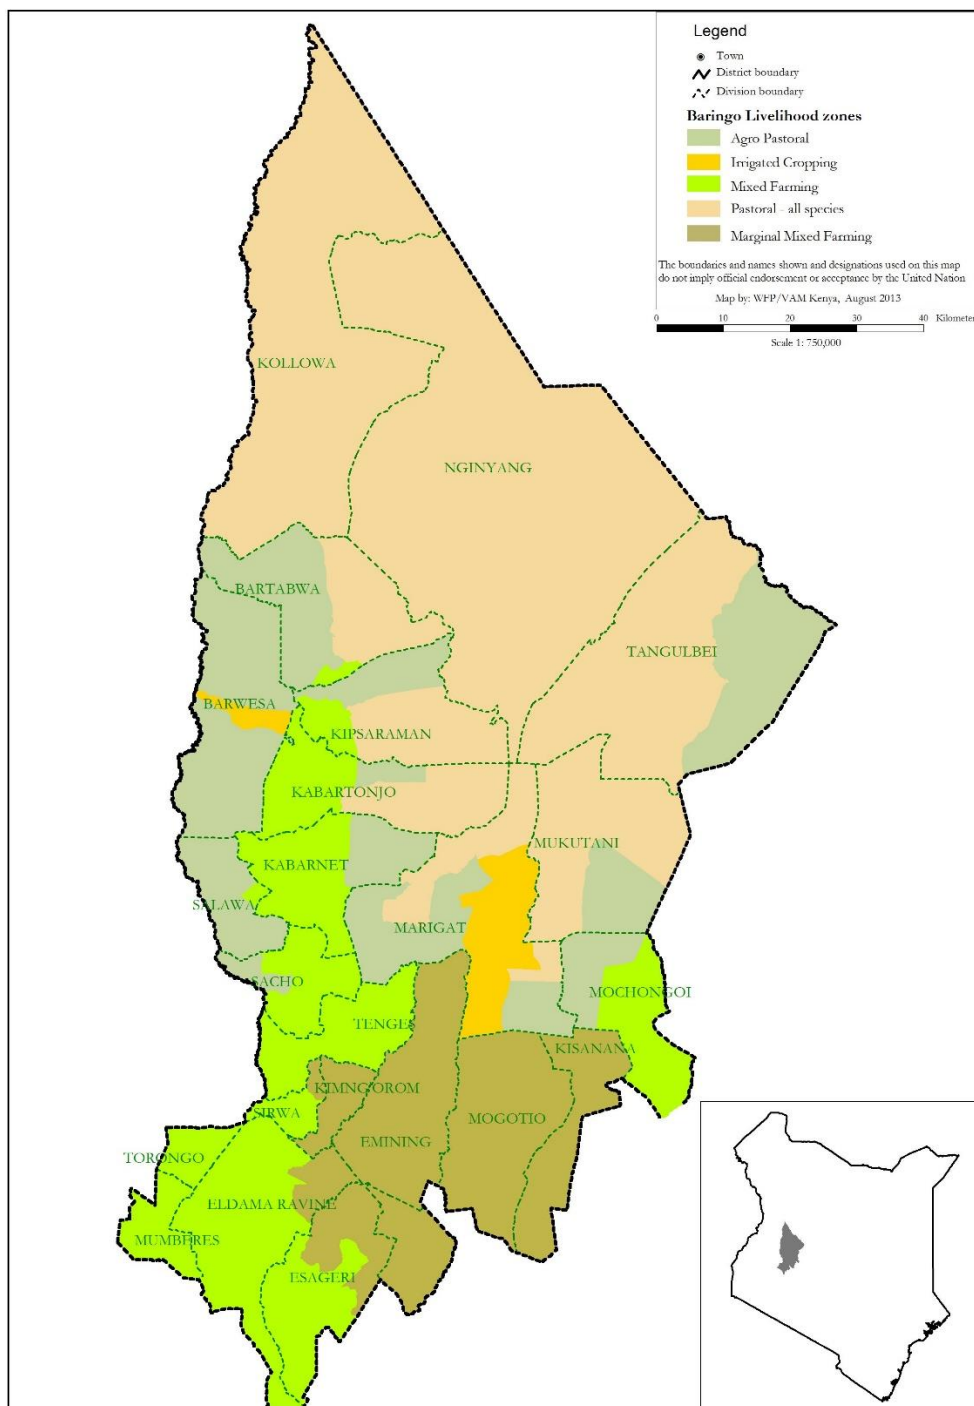 Legend
Town
District boundary
Division boundary
Baringo Livelihood zones
Agro Pastoral
Irrigated Cropping
Mixed Farming
Pastoral - all species
Marginal Mixed Farming
The boundaries and names shown and designations used on this map
do not imply official endorsement or acceptance by the United Nation
Map by: WFP/VAM Kenya, August 2013
0 10 20 30 40 Kilometer
Scale 1: 750,000
KOLLOWA
NGINYANG
BARTABWA
TANGULBEI
BARWESA
KIPSARAMAN
KABARTONJO
MUKUTANI
KABARNET
SALAWA
MARIGAT
SACHO
MOCHONGOI
TENGES
KISANANA
KIMNGOROM
SIRWA
MOGOTIO
EMINING
TORONGO
ELDAMA RAVINE
MUMBERES
ESAGERI